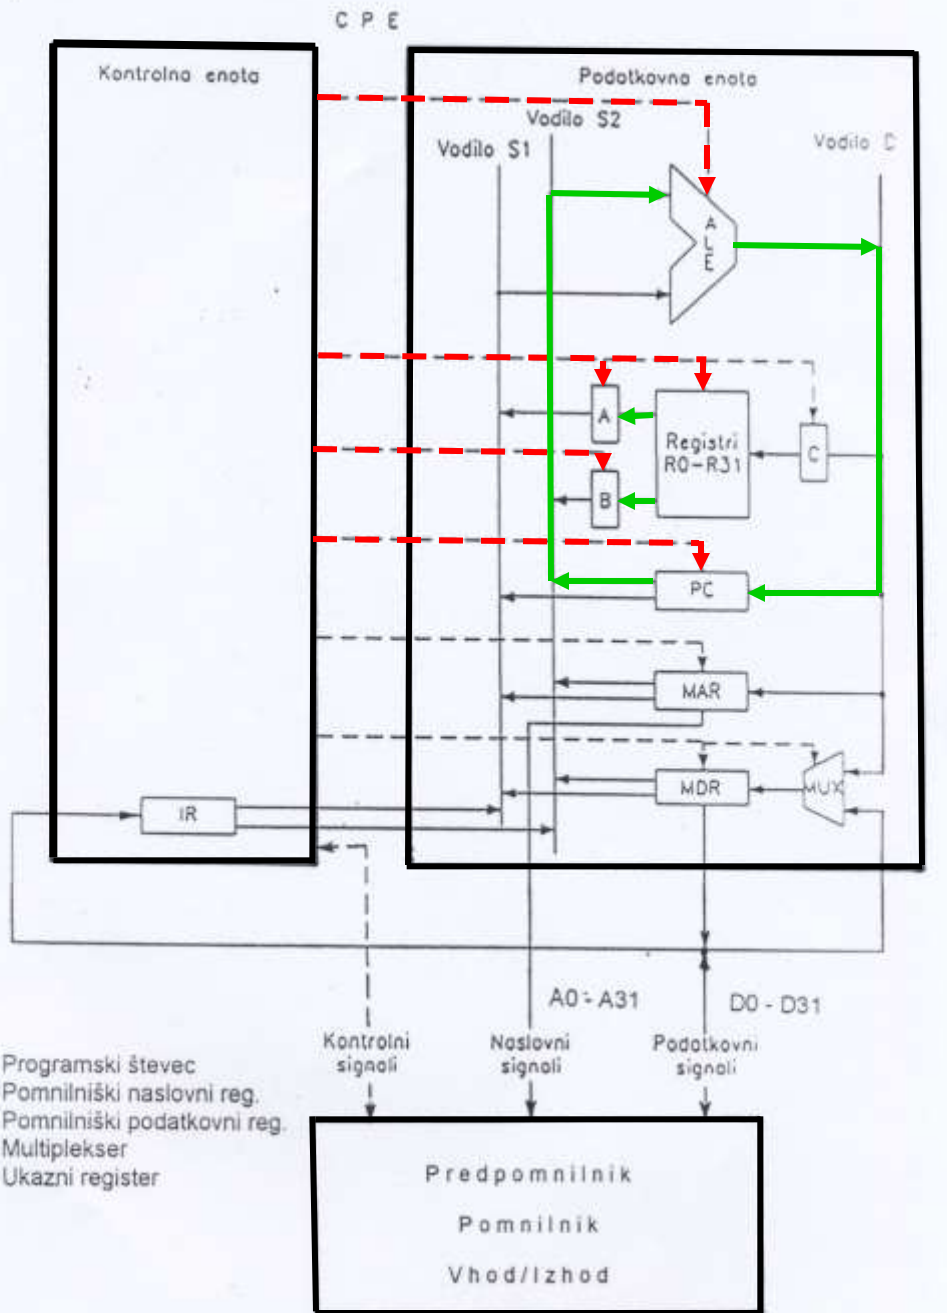 C P E
Kontrolna enota
Podatkovna enota
Vodilo S2
Vodilo S1
Vodilo C
A
L
E
A
Registri
R0-R31
C
B
PC
MAR
MDR
MUX
IR
A0 - A31
D0 - D31
Kontrolni
signali
Naslovni
signali
Podatkovni
signali
Programski števec
Pomnilniški naslovni reg.
Pomnilniški podatkovni reg.
Multiplekser
Ukazni register
Predpomnilnik
Pomnilnik
Vhod/Izhod